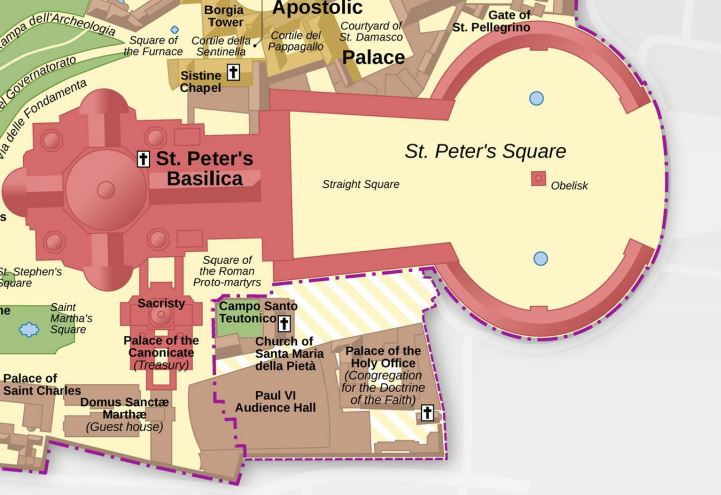 Apostolic
Palace
Borgia
Tower
Gate of
St. Pellegrino
Courtyard of
St. Damasco
Cortile del
Pappagallo
Cortile della
Sentinella
Square of
the Furnace
dell'Archeologia
Governatorato
Via delle Fondamenta
Sistine
Chapel
St. Peter's
Basilica
St. Peter's Square
Straight Square
Obelisk
Square of
the Roman
Proto-martyrs
St. Stephen's
Square
Saint
Martha's
Square
Sacristy
Palace of the
Canonicate
(Treasury)
Campo Santo
Teutonico
Church of
Santa Maria
della Pietà
Palace of the
Holy Office
(Congregation
for the Doctrine
of the Faith)
Paul VI
Audience Hall
Palace of
Saint Charles
Domus Sanctæ
Marthæ
(Guest house)